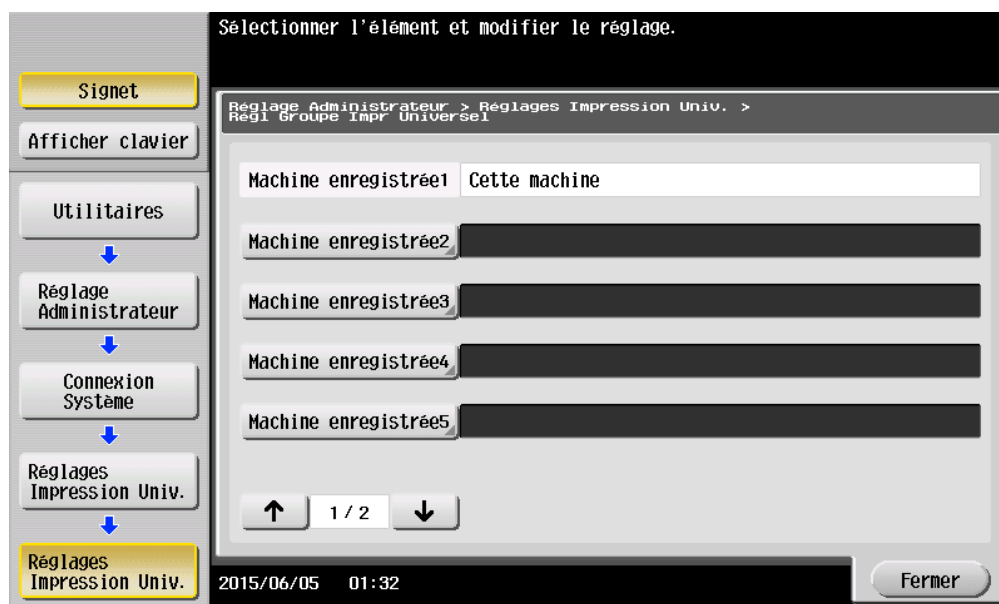 Sélectionner l'élément et modifier le réglage.
Signet
Afficher clavier
Utilitaires
Réglage
Administrateur
Connexion
Système
Réglages
Impression Univ.
Réglages
Impression Univ.
Réglage Administrateur > Réglages Impression Univ. >
Régl Groupe Impr Universel
Machine enregistrée1 Cette machine
Machine enregistrée2
Machine enregistrée3
Machine enregistrée4
Machine enregistrée5
↑ 1/2 ↓
2015/06/05 01:32
Fermer